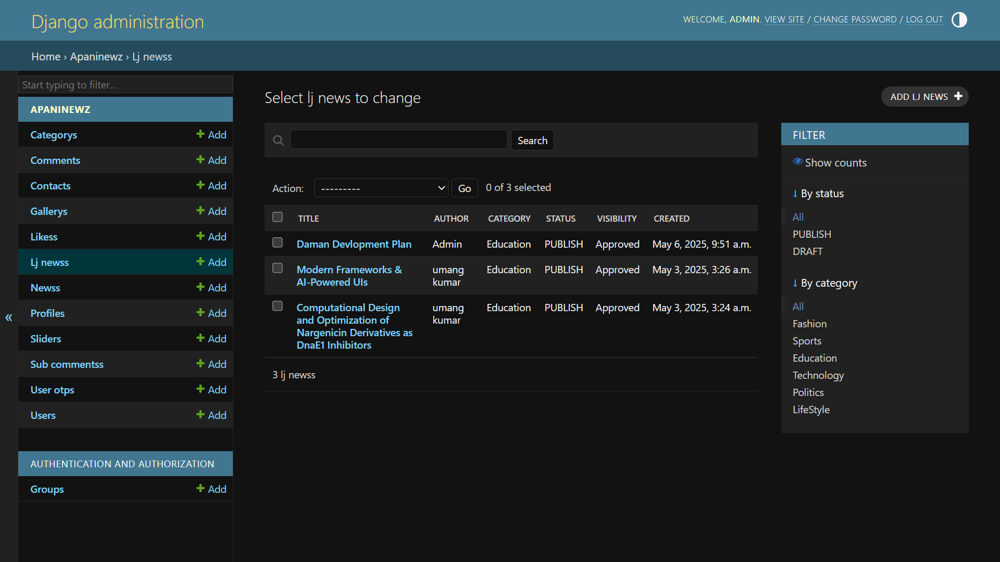 Django administration
WELCOME, ADMIN. VIEW SITE / CHANGE PASSWORD / LOG OUT
Home › Apaninewz › Lj newss
Start typing to filter...
APANINEWZ
Categorys Add
Comments Add
Contacts Add
Gallerys Add
Likess Add
Lj newss Add
Newss Add
Profiles Add
Sliders Add
Sub commentss Add
User otps Add
Users Add
AUTHENTICATION AND AUTHORIZATION
Groups Add
«
Select lj news to change
ADD LJ NEWS
Search
Action: --------- Go 0 of 3 selected
TITLE AUTHOR CATEGORY STATUS VISIBILITY CREATED
Daman Devlopment Plan Admin Education PUBLISH Approved May 6, 2025, 9:51 a.m.
Modern Frameworks & umang Education PUBLISH Approved May 3, 2025, 3:26 a.m.
AI-Powered UIs kumar
Computational Design umang Education PUBLISH Approved May 3, 2025, 3:24 a.m.
and Optimization of kumar
Nargenicin Derivatives as
DnaE1 Inhibitors
3 lj newss
FILTER
Show counts
↓ By status
All
PUBLISH
DRAFT
↓ By category
All
Fashion
Sports
Education
Technology
Politics
LifeStyle